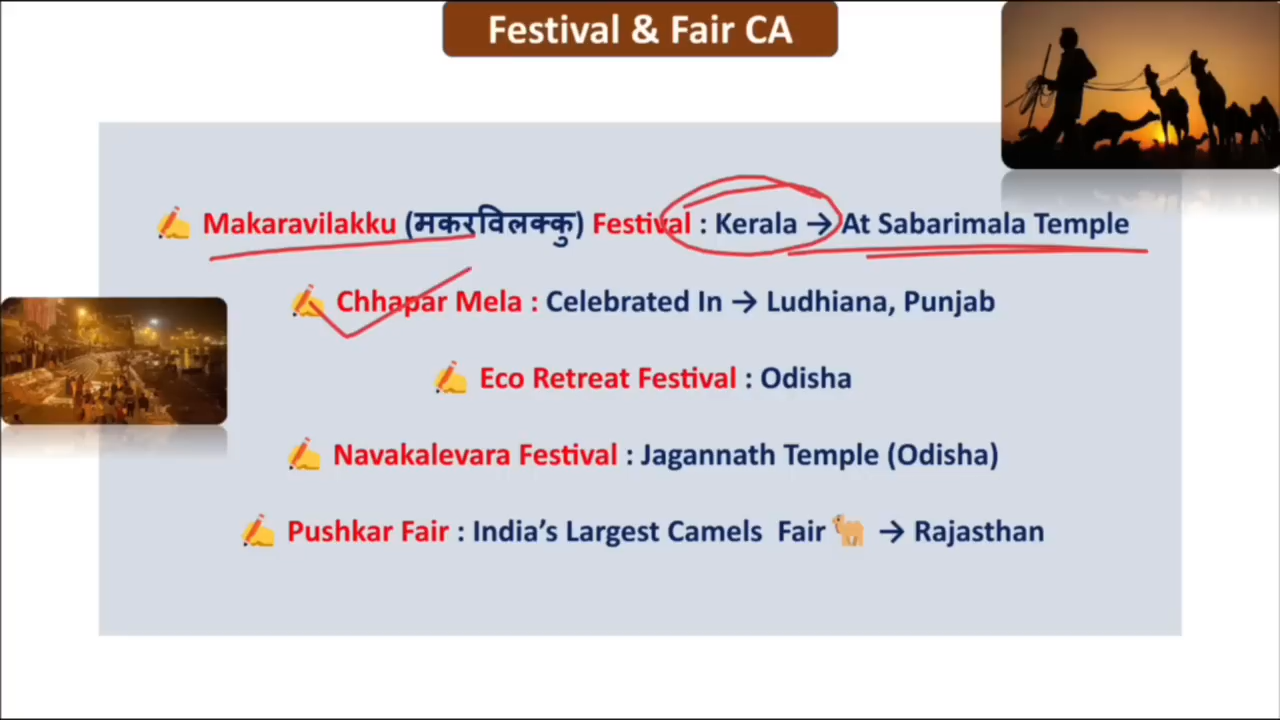 Festival & Fair CA
✍️ Makaravilakku (मकरविलक्कु) Festival : Kerala → At Sabarimala Temple
✍️ Chhapar Mela : Celebrated In → Ludhiana, Punjab
✍️ Eco Retreat Festival : Odisha
✍️ Navakalevara Festival : Jagannath Temple (Odisha)
✍️ Pushkar Fair : India’s Largest Camels Fair 🐪 → Rajasthan